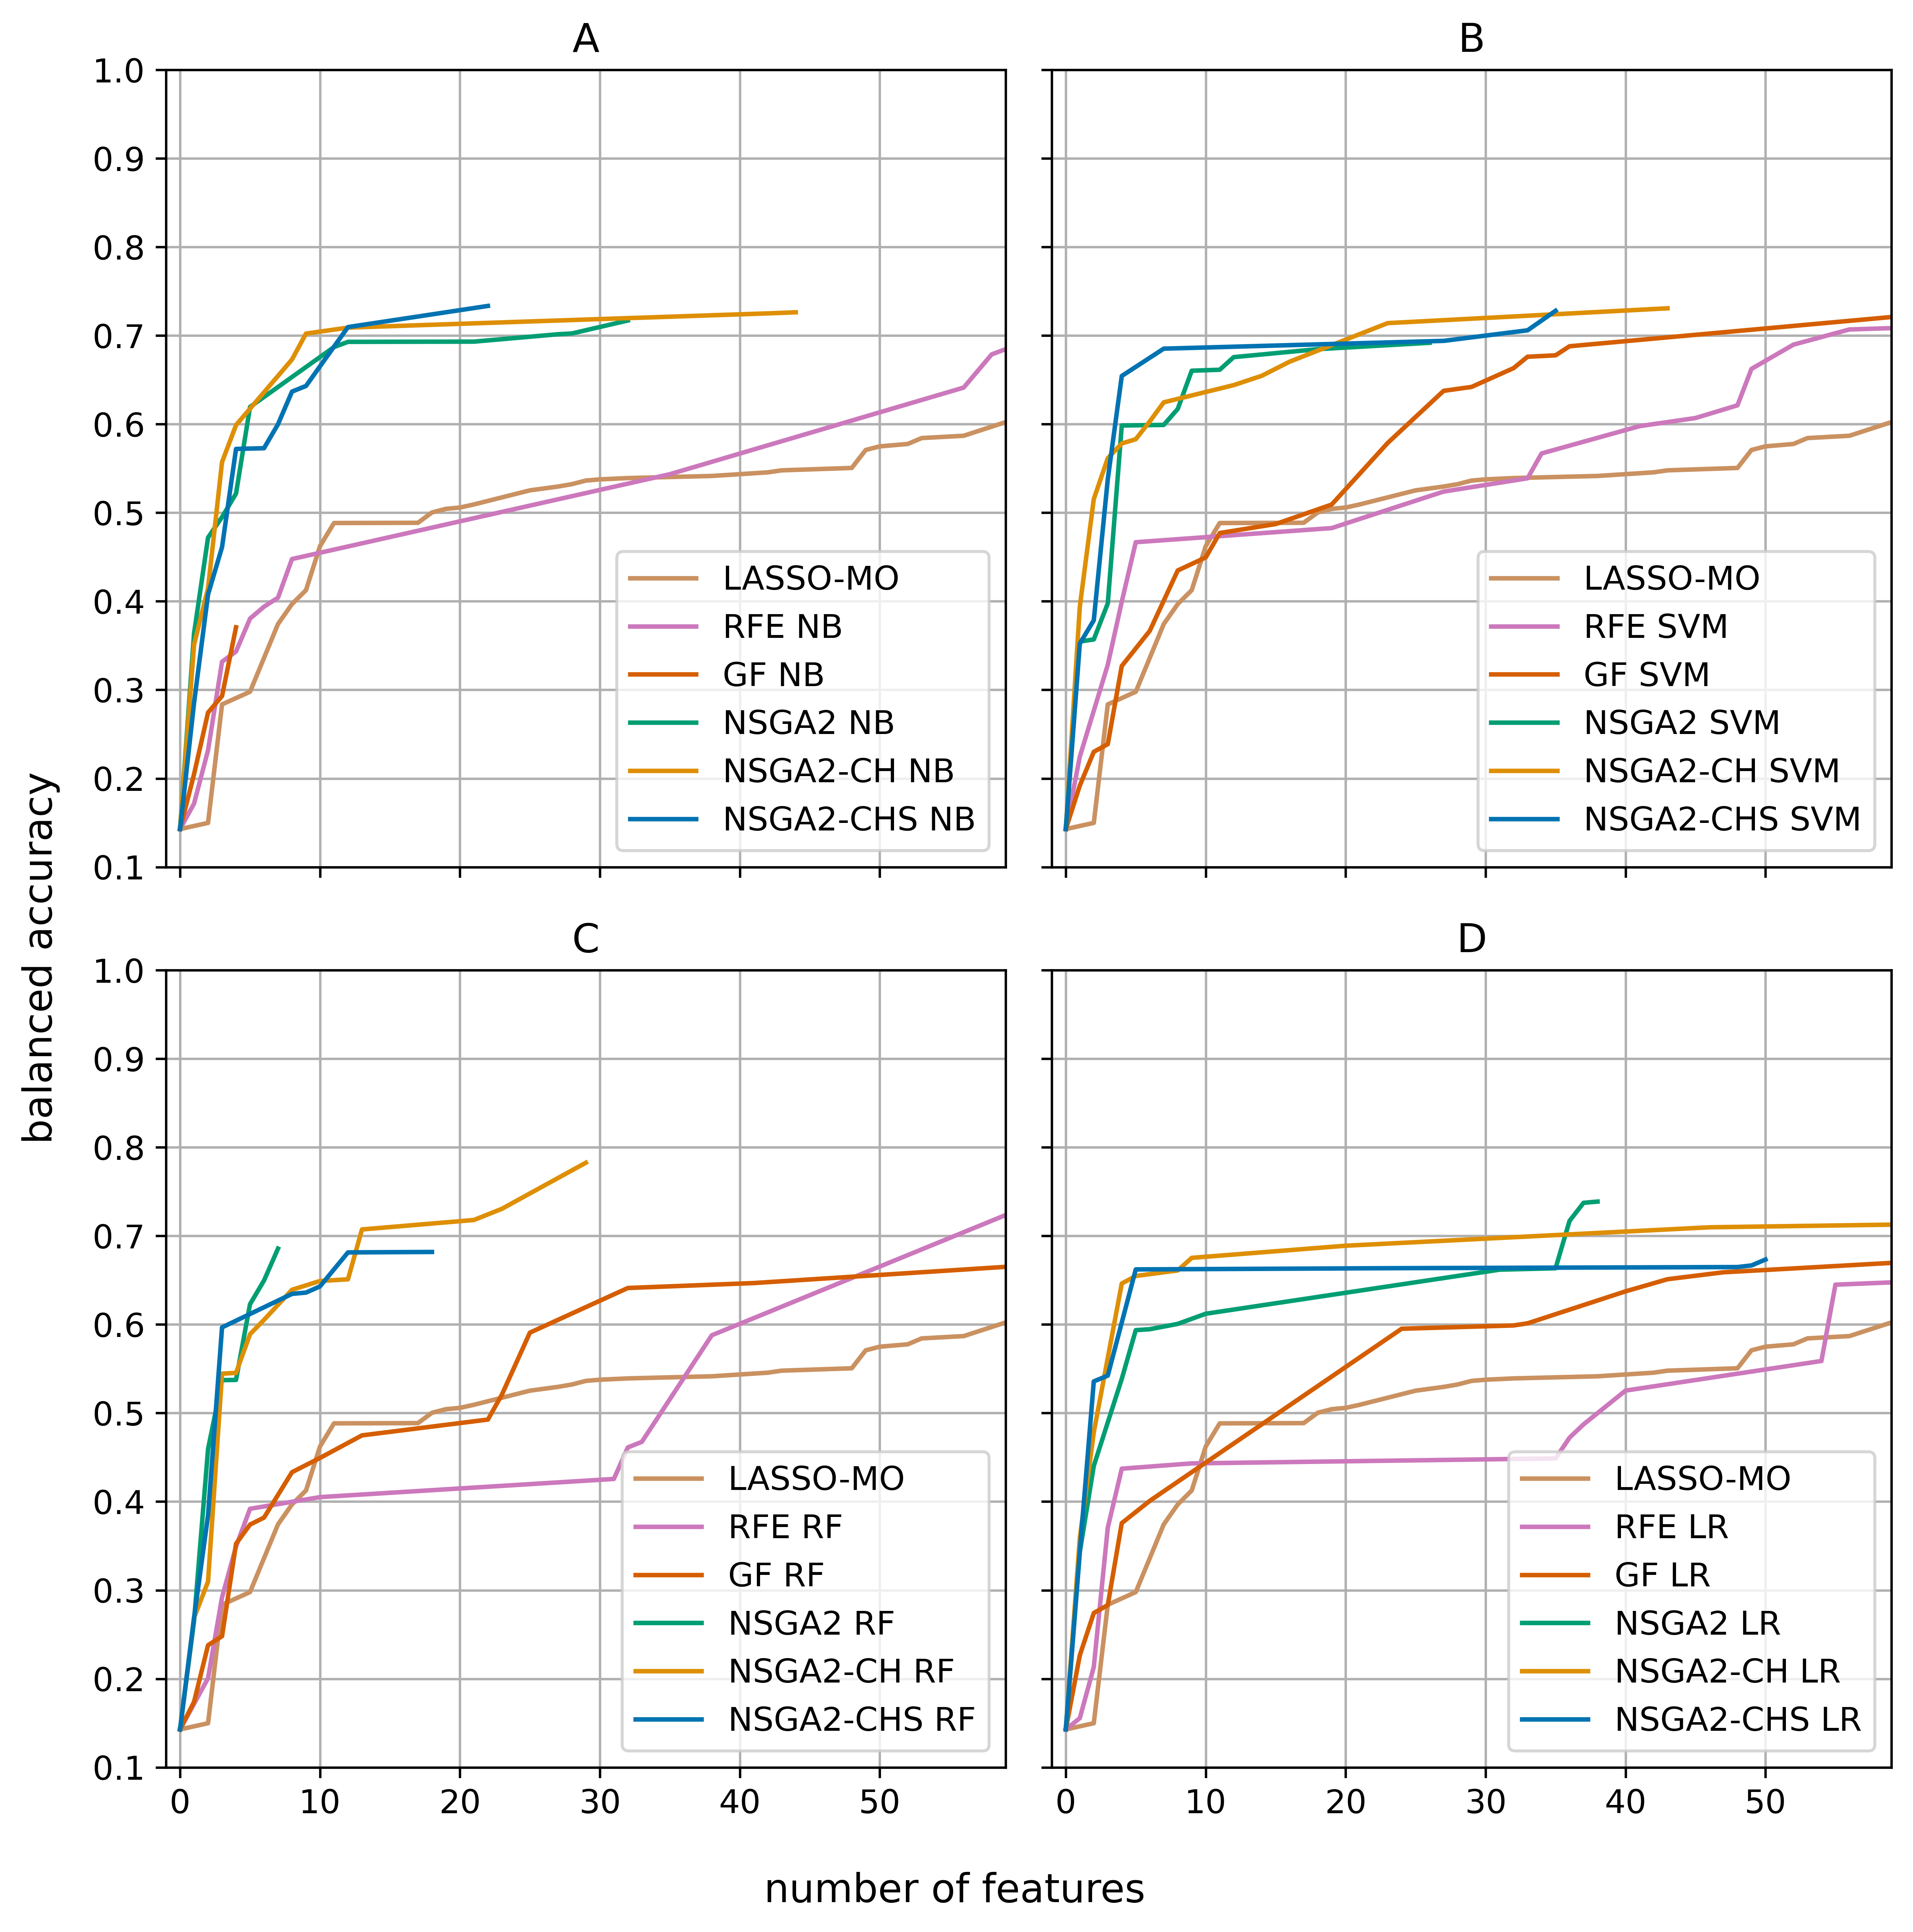 A
B
1.0
0.9
0.8
0.7
0.6
0.5
0.4
0.3
0.2
0.1
LASSO-MO
RFE NB
GF NB
NSGA2 NB
NSGA2-CH NB
NSGA2-CHS NB
LASSO-MO
RFE SVM
GF SVM
NSGA2 SVM
NSGA2-CH SVM
NSGA2-CHS SVM
balanced accuracy
C
D
1.0
0.9
0.8
0.7
0.6
0.5
0.4
0.3
0.2
0.1
LASSO-MO
RFE RF
GF RF
NSGA2 RF
NSGA2-CH RF
NSGA2-CHS RF
LASSO-MO
RFE LR
GF LR
NSGA2 LR
NSGA2-CH LR
NSGA2-CHS LR
0 10 20 30 40 50
0 10 20 30 40 50
number of features